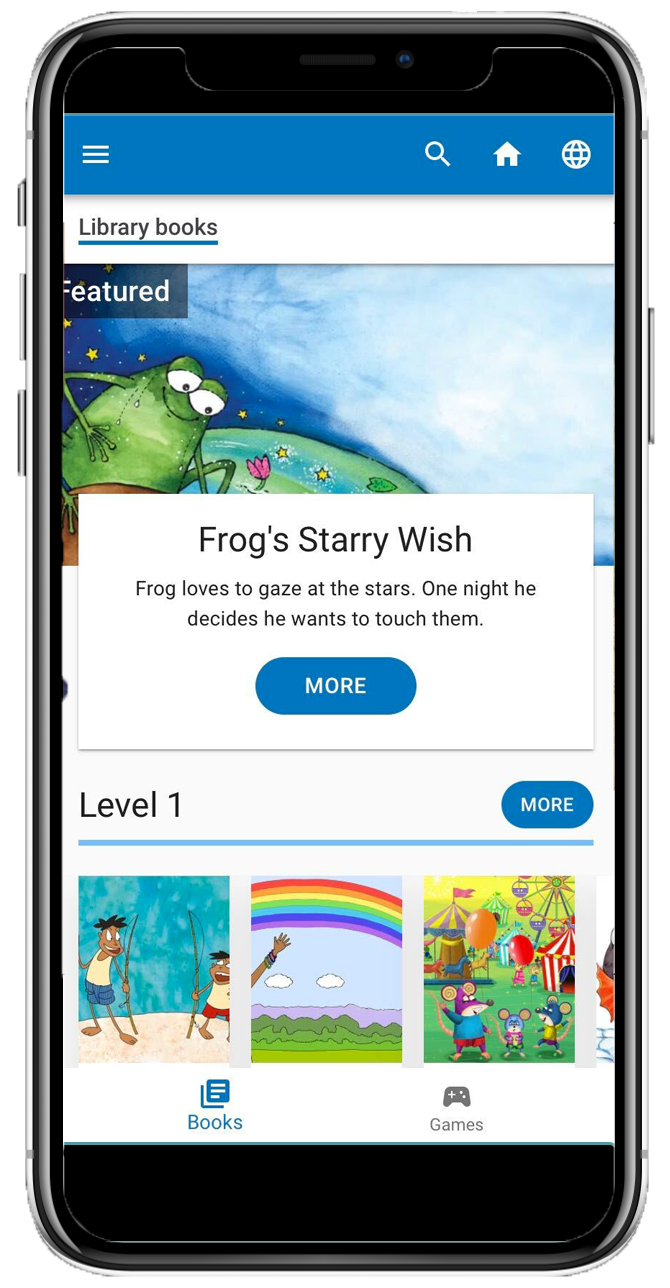 Library books
Featured
Frog's Starry Wish
Frog loves to gaze at the stars. One night he
decides he wants to touch them.
MORE
Level 1
MORE
Books
Games